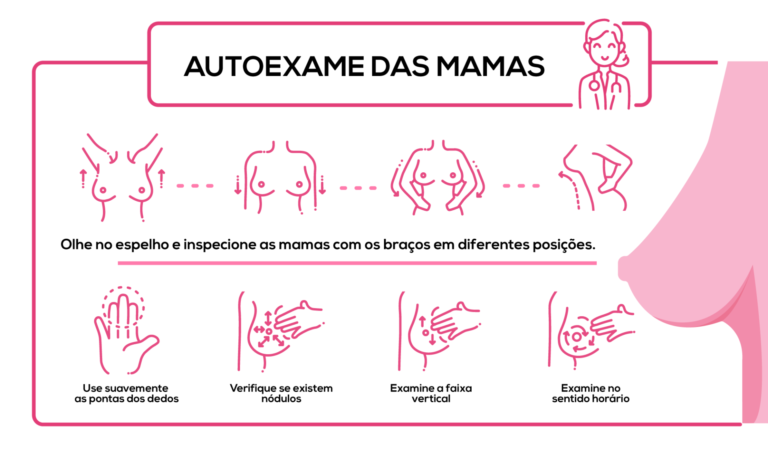 AUTOEXAME DAS MAMAS
Olhe no espelho e inspecione as mamas com os braços em diferentes posições.
Use suavemente
as pontas dos dedos
Verifique se existem
nódulos
Examine a faixa
vertical
Examine no
sentido horário